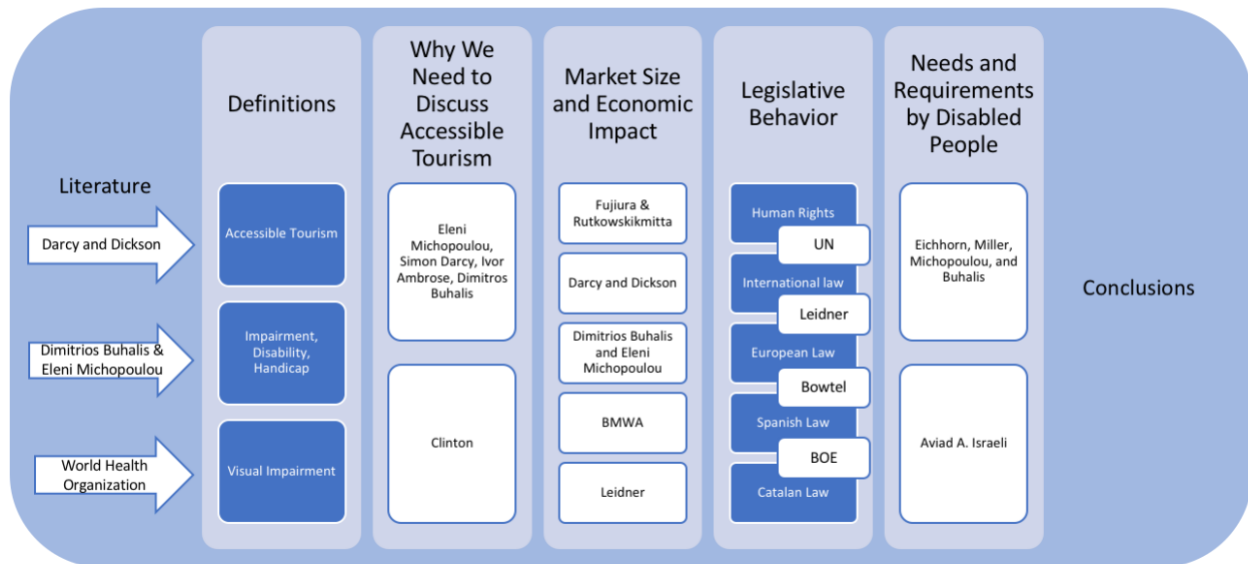 Literature
Darcy and Dickson
Dimitrios Buhalis &
Eleni Michopoulou
World Health
Organization
Definitions
Accessible Tourism
Impairment,
Disability,
Handicap
Visual Impairment
Why We
Need to
Discuss
Accessible
Tourism
Eleni
Michopoulou,
Simon Darcy, Ivor
Ambrose, Dimitros
Buhalis
Clinton
Market Size
and Economic
Impact
Fujiura &
Rutkowskikmitta
Darcy and Dickson
Dimitrios Buhalis
and Eleni
Michopoulou
BMWA
Leidner
Legislative
Behavior
Human Rights
UN
International law
Leidner
European Law
Bowtel
Spanish Law
BOE
Catalan Law
Needs and
Requirements
by Disabled
People
Eichhorn, Miller,
Michopoulou, and
Buhalis
Aviad A. Israeli
Conclusions